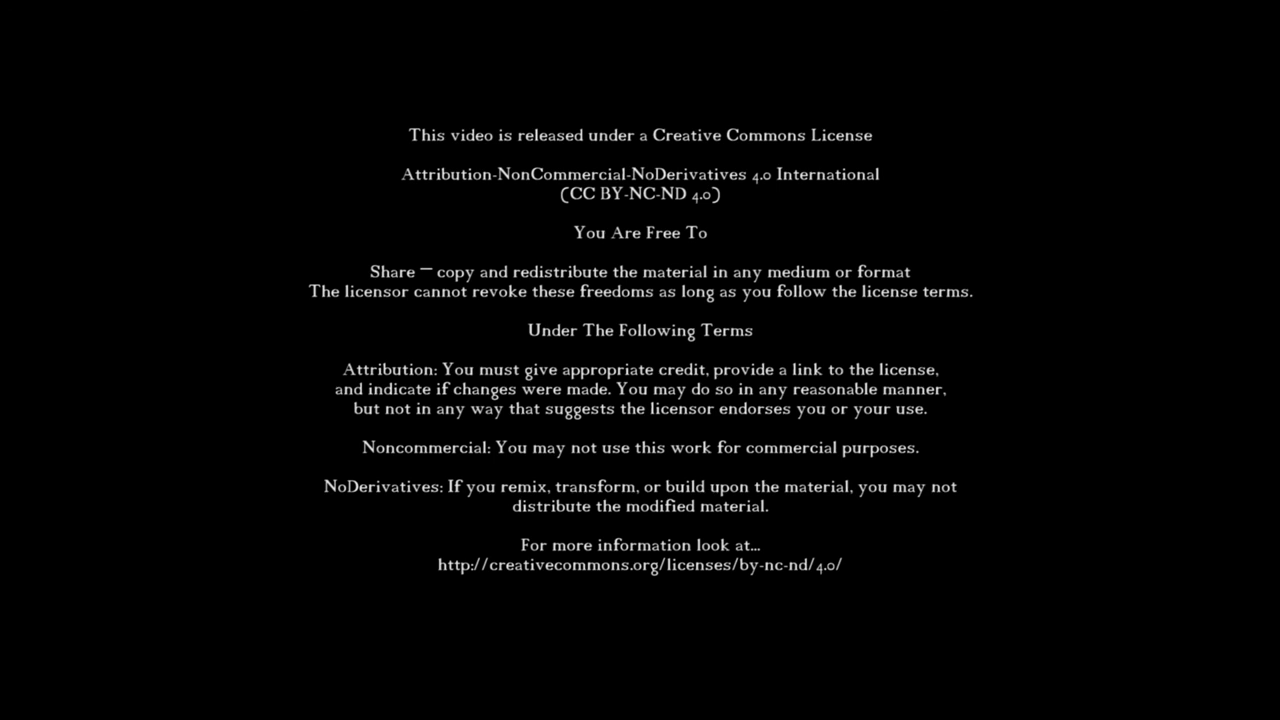 This video is released under a Creative Commons License
Attribution-NonCommercial-NoDerivatives 4.0 International
(CC BY-NC-ND 4.0)
You Are Free To
Share — copy and redistribute the material in any medium or format
The licensor cannot revoke these freedoms as long as you follow the license terms.
Under The Following Terms
Attribution: You must give appropriate credit, provide a link to the license,
and indicate if changes were made. You may do so in any reasonable manner,
but not in any way that suggests the licensor endorses you or your use.
Noncommercial: You may not use this work for commercial purposes.
NoDerivatives: If you remix, transform, or build upon the material, you may not
distribute the modified material.
For more information look at...
http://creativecommons.org/licenses/by-nc-nd/4.0/